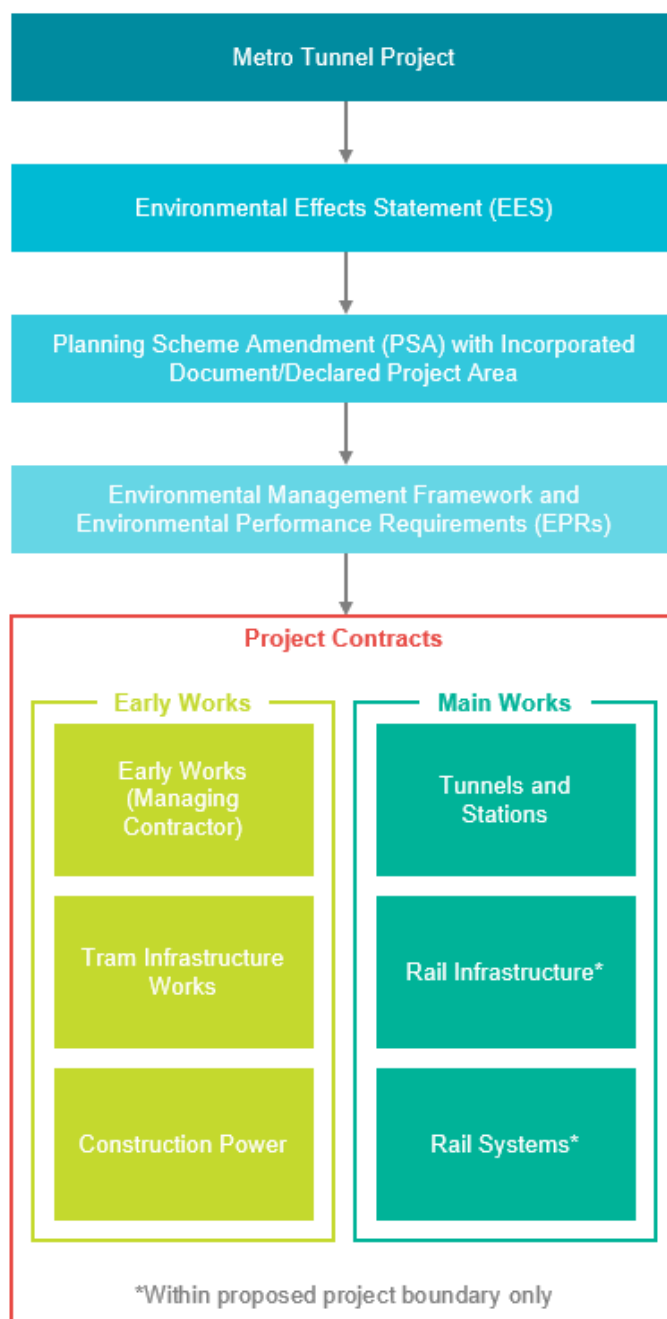 Metro Tunnel Project
Environmental Effects Statement (EES)
Planning Scheme Amendment (PSA) with Incorporated
Document/Declared Project Area
Environmental Management Framework and
Environmental Performance Requirements (EPRs)
Project Contracts
Early Works
Early Works
(Managing
Contractor)
Tram Infrastructure
Works
Construction Power
Main Works
Tunnels and
Stations
Rail Infrastructure*
Rail Systems*
*Within proposed project boundary only